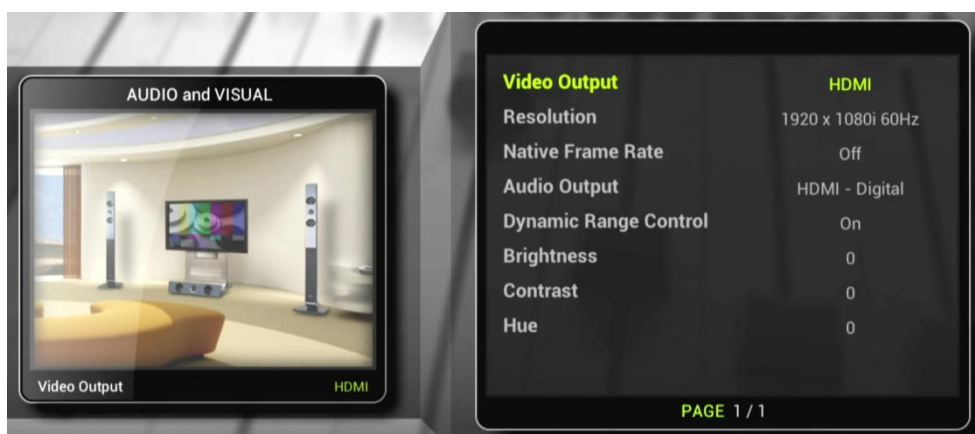 AUDIO and VISUAL
Video Output HDMI
Video Output HDMI
Resolution 1920 x 1080i 60Hz
Native Frame Rate Off
Audio Output HDMI - Digital
Dynamic Range Control On
Brightness 0
Contrast 0
Hue 0
PAGE 1 / 1